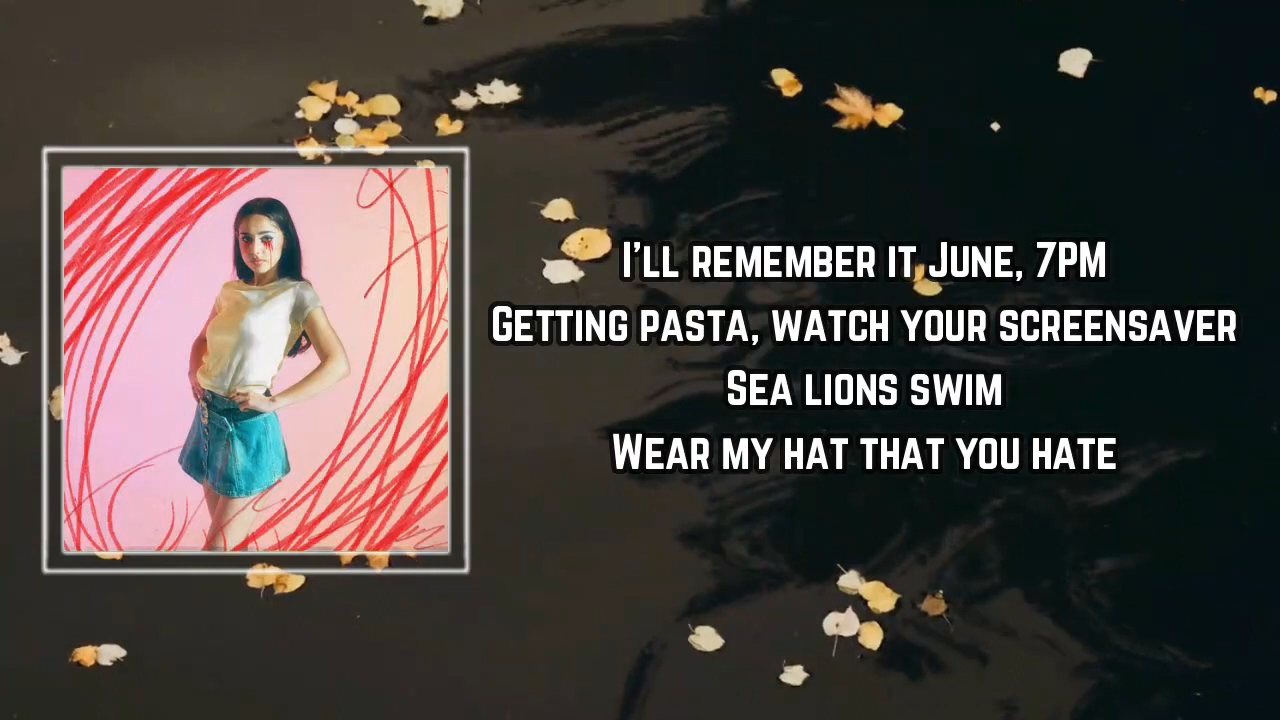 I'll remember it June, 7PM
Getting pasta, watch your screensaver
Sea lions swim
Wear my hat that you hate